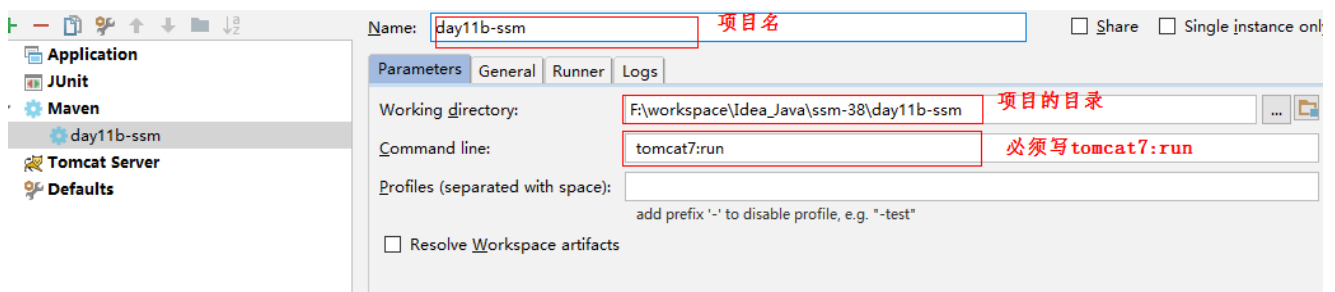 Name: day11b-ssm 项目名 Share Single instance onl
Application
JUnit
Maven
day11b-ssm
Tomcat Server
Defaults
Parameters General Runner Logs
Working directory: F:\workspace\Idea_Java\ssm-38\day11b-ssm 项目的目录 ...
Command line: tomcat7:run 必须写tomcat7:run
Profiles (separated with space):
add prefix '-' to disable profile, e.g. "-test"
Resolve Workspace artifacts